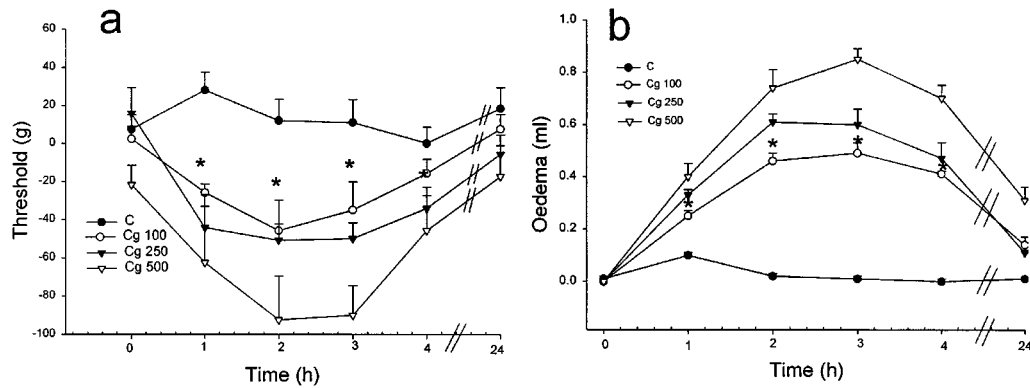 a
Threshold (g)
60
40
20
0
-20
-40
-60
-80
-100
*
*
*
*
C
Cg 100
Cg 250
Cg 500
0
1
2
3
4
24
Time (h)
b
Oedema (ml)
1.0
0.8
0.6
0.4
0.2
0.0
C
Cg 100
Cg 250
Cg 500
*
*
*
*
0
1
2
3
4
24
Time (h)